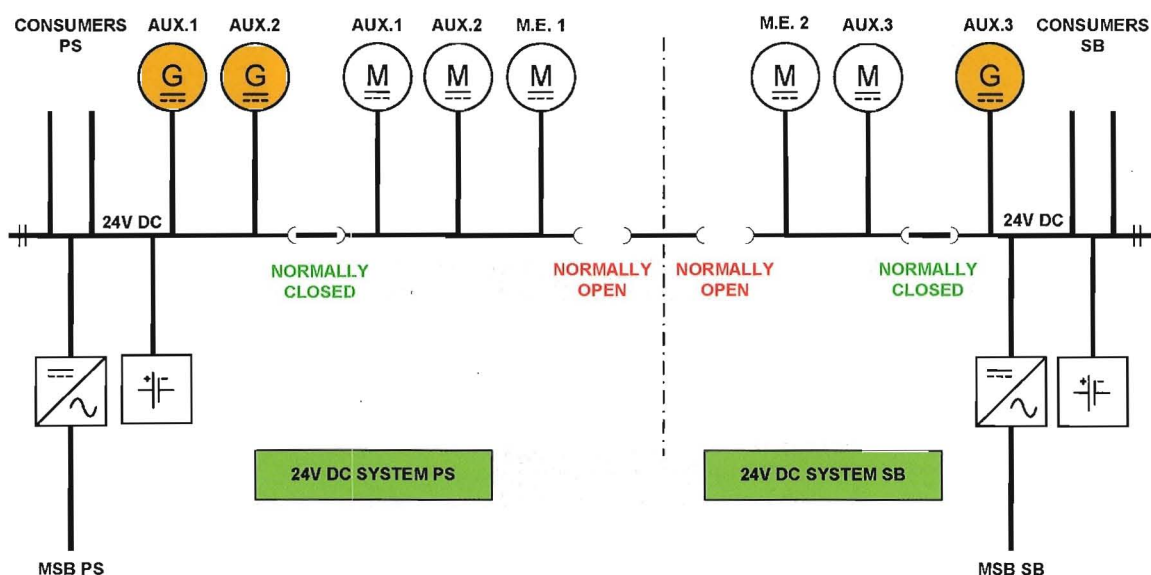 CONSUMERS
PS
AUX.1
AUX.2
AUX.1
AUX.2
M.E. 1
M.E. 2
AUX.3
AUX.3
CONSUMERS
SB
G
G
M
M
M
M
M
G
24V DC
24V DC
NORMALLY
CLOSED
NORMALLY
OPEN
NORMALLY
OPEN
NORMALLY
CLOSED
+ -
+ -
24V DC SYSTEM PS
24V DC SYSTEM SB
MSB PS
MSB SB